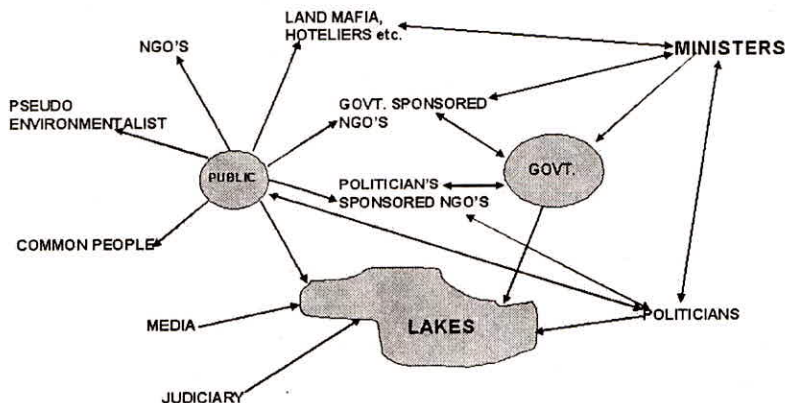 LAND MAFIA,
HOTELIERS etc.
NGO'S
MINISTERS
PSEUDO
ENVIRONMENTALIST
GOVT. SPONSORED
NGO'S
PUBLIC
GOVT.
POLITICIAN'S
SPONSORED NGO'S
COMMON PEOPLE
LAKES
POLITICIANS
MEDIA
JUDICIARY